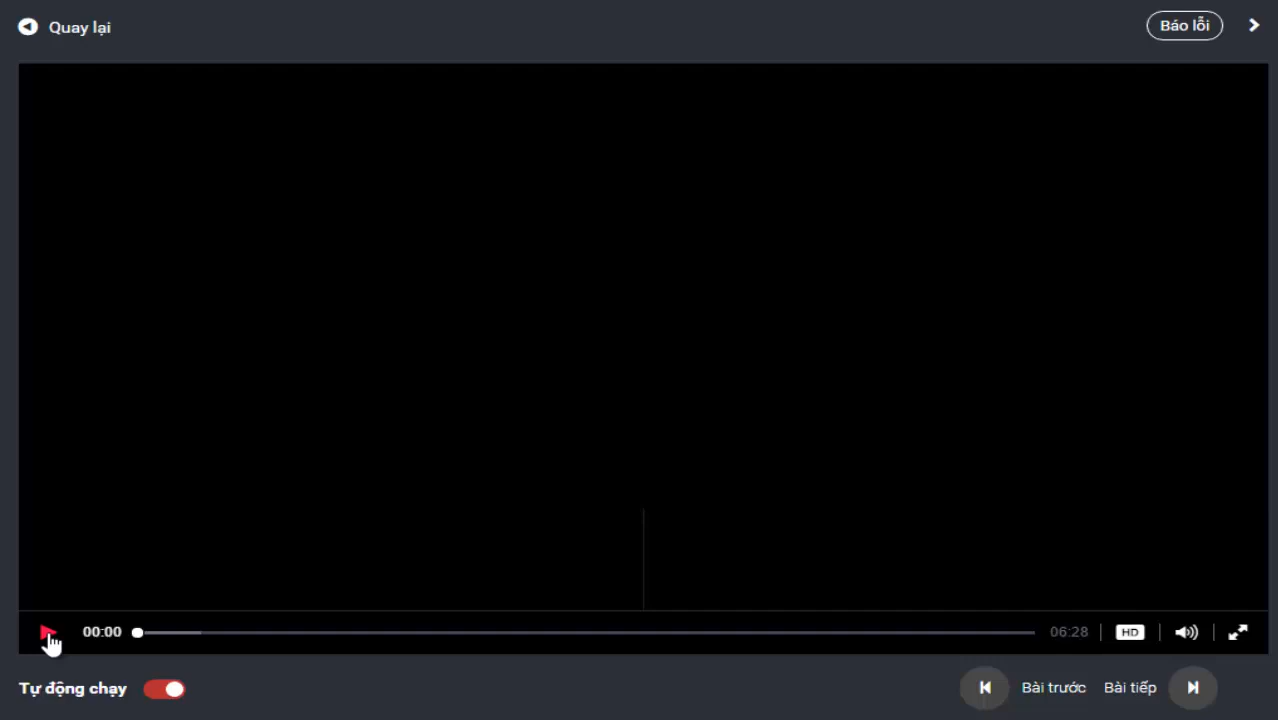 Quay lại
Báo lỗi
00:00
06:28
HD
Tự động chạy
Bài trước
Bài tiếp